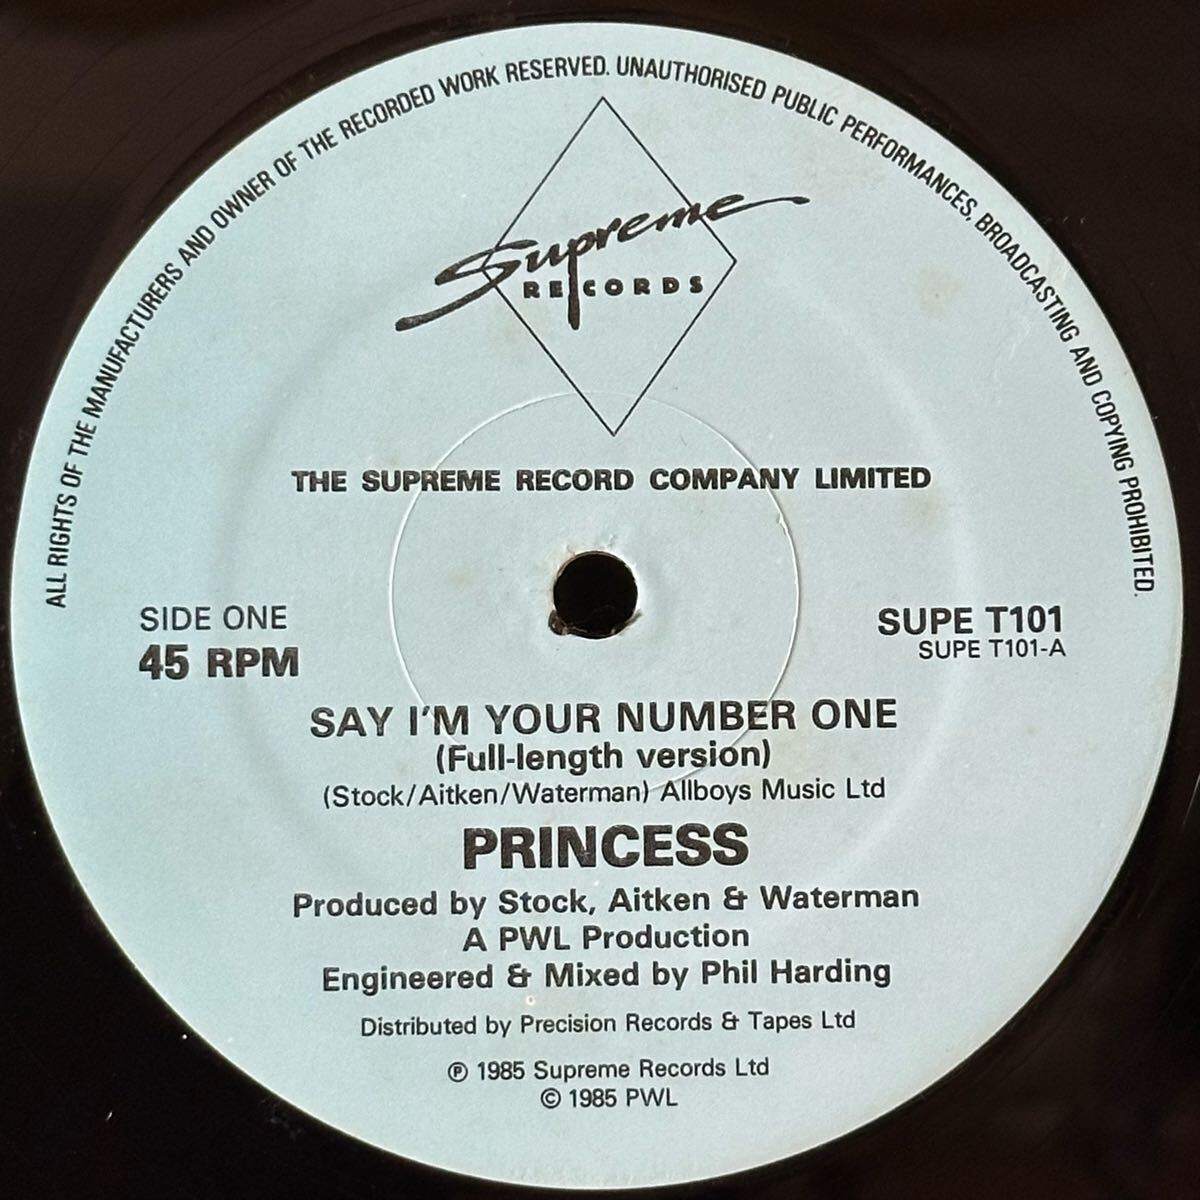 ALL RIGHTS OF THE MANUFACTURERS AND OWNER OF THE RECORDED WORK RESERVED. UNAUTHORISED PUBLIC PERFORMANCES, BROADCASTING AND COPYING PROHIBITED.
Supreme
RECORDS
THE SUPREME RECORD COMPANY LIMITED
SIDE ONE
45 RPM
SUPE T101
SUPE T101-A
SAY I'M YOUR NUMBER ONE
(Full-length version)
(Stock/Aitken/Waterman) Allboys Music Ltd
PRINCESS
Produced by Stock, Aitken & Waterman
A PWL Production
Engineered & Mixed by Phil Harding
Distributed by Precision Records & Tapes Ltd
℗ 1985 Supreme Records Ltd
© 1985 PWL